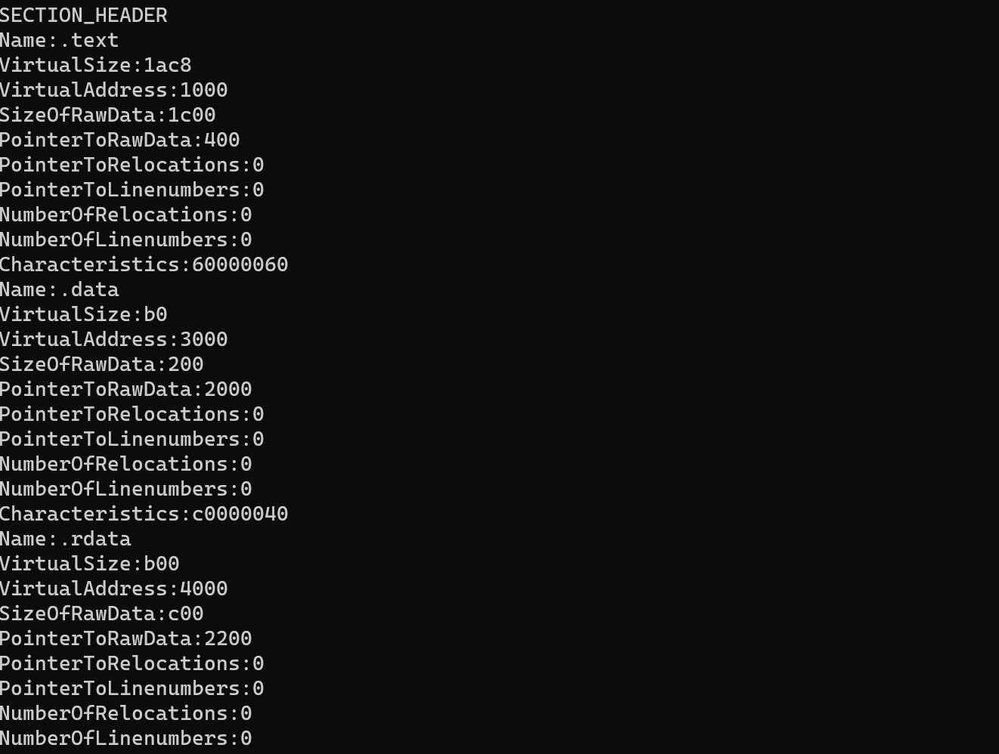 SECTION_HEADER
Name:.text
VirtualSize:1ac8
VirtualAddress:1000
SizeOfRawData:1c00
PointerToRawData:400
PointerToRelocations:0
PointerToLinenumbers:0
NumberOfRelocations:0
NumberOfLinenumbers:0
Characteristics:60000060
Name:.data
VirtualSize:b0
VirtualAddress:3000
SizeOfRawData:200
PointerToRawData:2000
PointerToRelocations:0
PointerToLinenumbers:0
NumberOfRelocations:0
NumberOfLinenumbers:0
Characteristics:c0000040
Name:.rdata
VirtualSize:b00
VirtualAddress:4000
SizeOfRawData:c00
PointerToRawData:2200
PointerToRelocations:0
PointerToLinenumbers:0
NumberOfRelocations:0
NumberOfLinenumbers:0